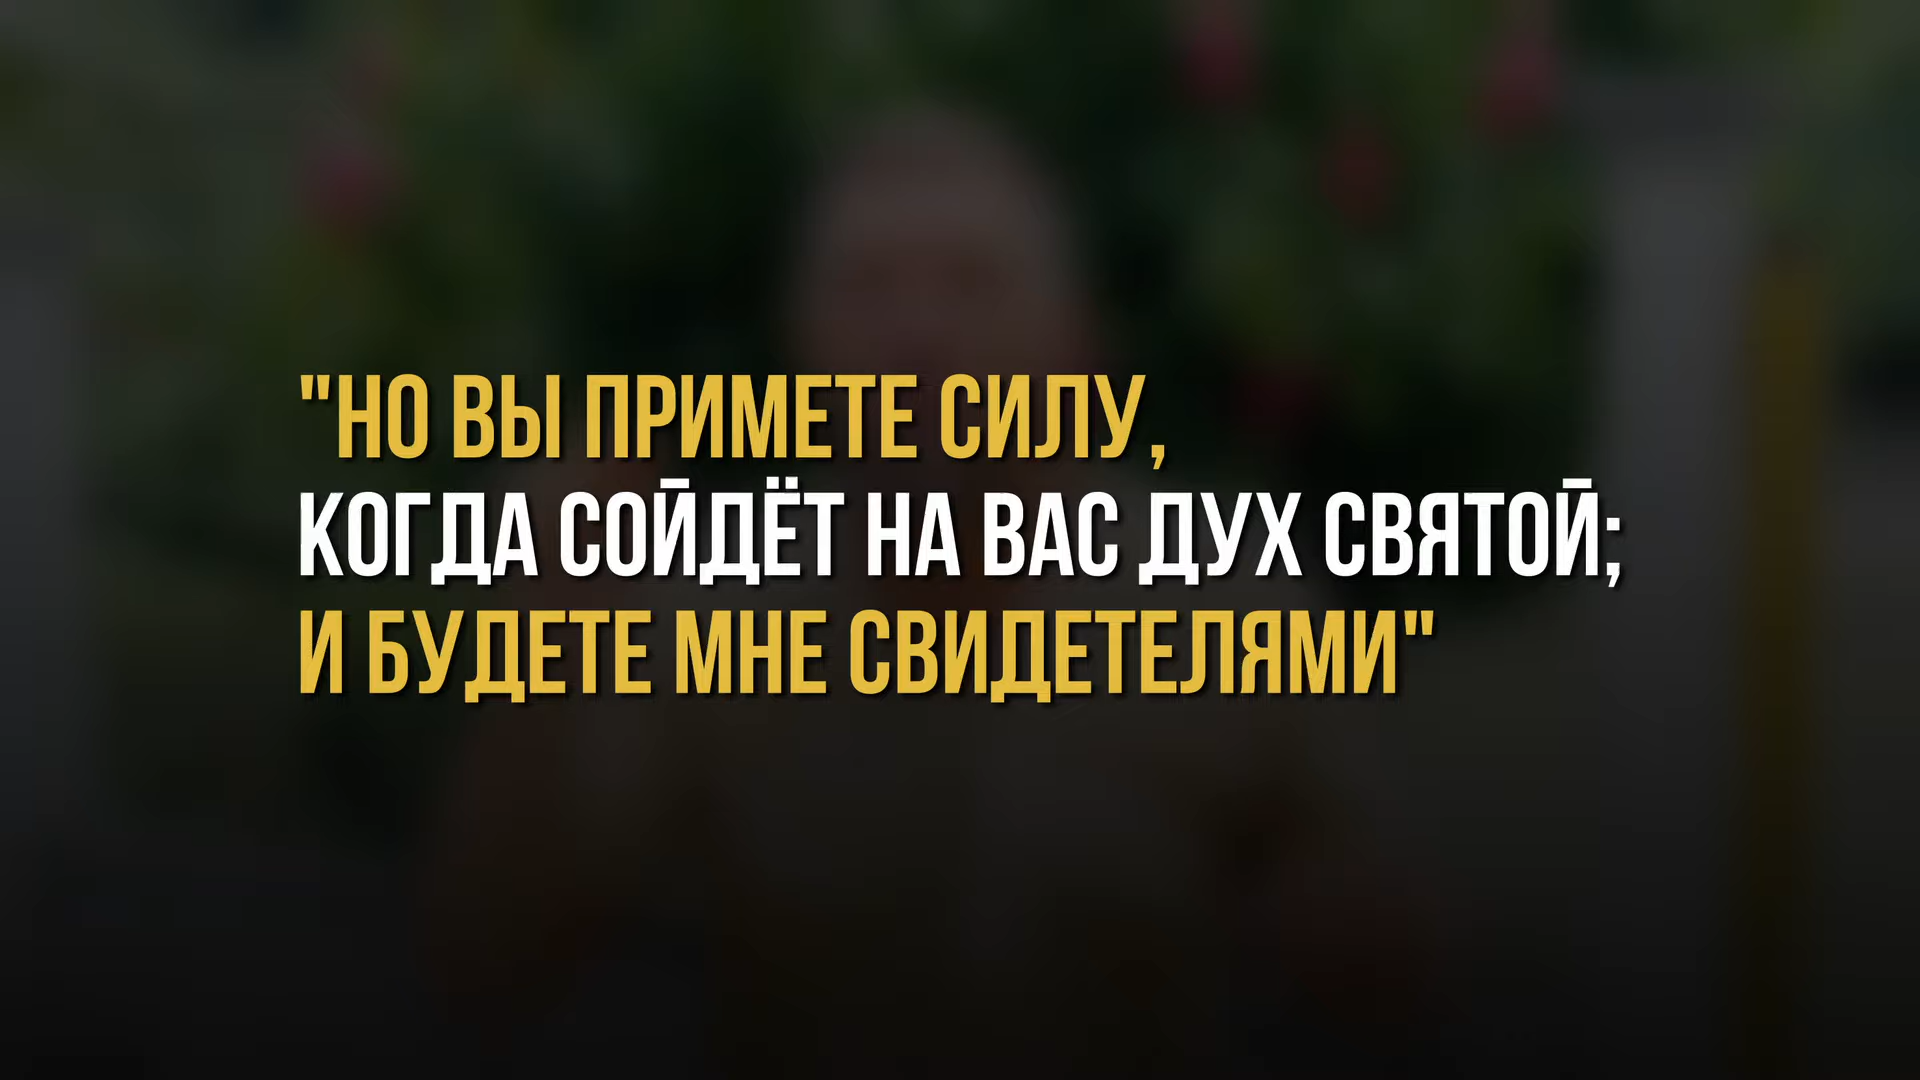 "НО ВЫ ПРИМЕТЕ СИЛУ,
КОГДА СОЙДЁТ НА ВАС ДУХ СВЯТОЙ;
И БУДЕТЕ МНЕ СВИДЕТЕЛЯМИ"